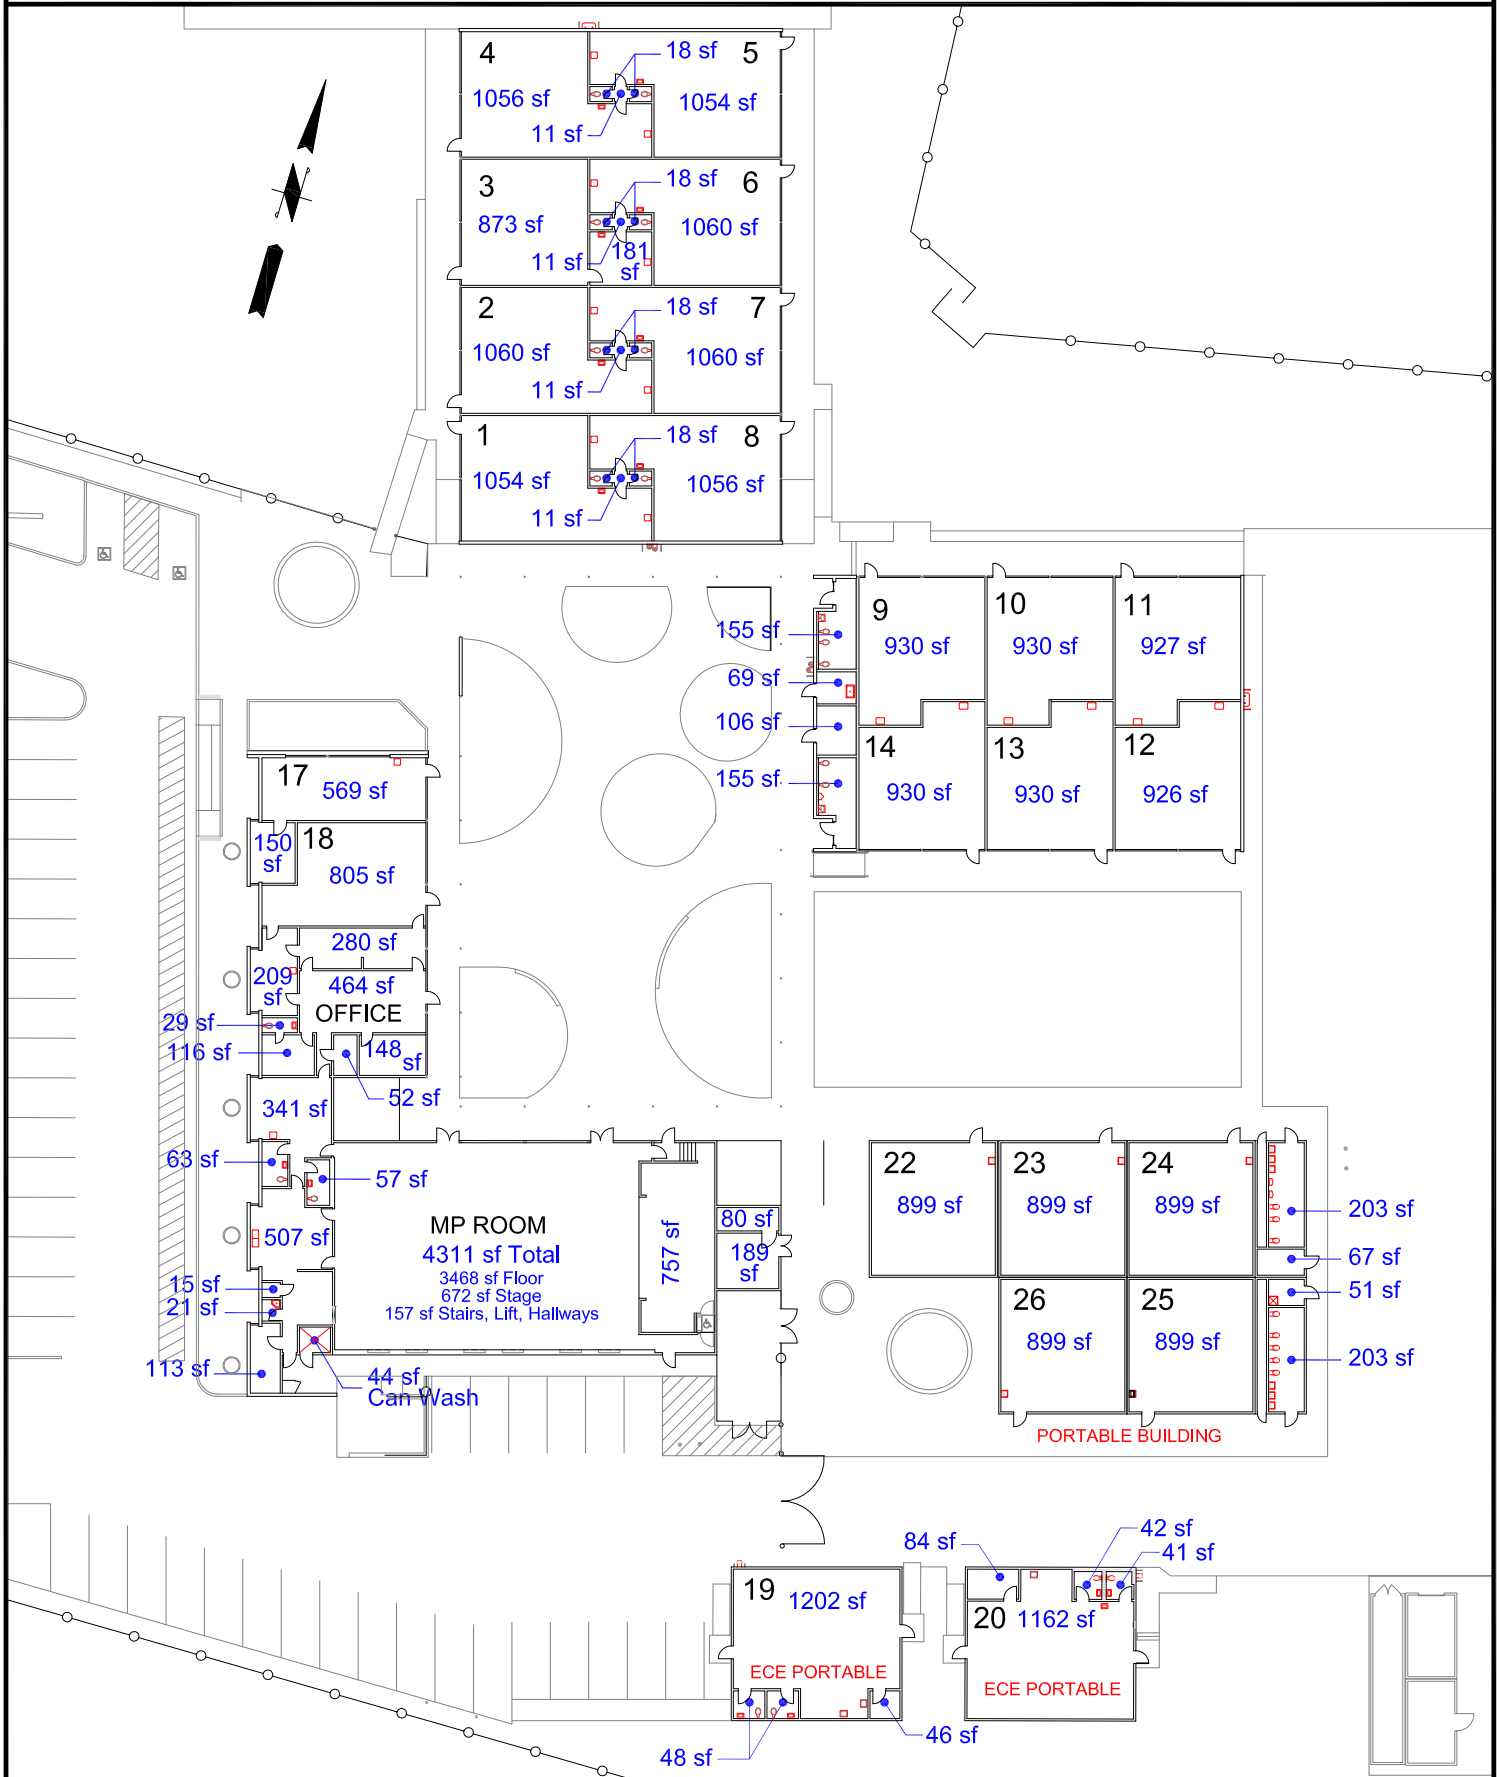 4
1056 sf
18 sf
5
1054 sf
11 sf
3
873 sf
18 sf
6
1060 sf
11 sf
181
sf
2
1060 sf
18 sf
7
1060 sf
11 sf
1
1054 sf
18 sf
8
1056 sf
11 sf
155 sf
69 sf
106 sf
155 sf
9
930 sf
10
930 sf
11
927 sf
14
930 sf
13
930 sf
12
926 sf
17
569 sf
150
sf
18
805 sf
280 sf
209
sf
464 sf
OFFICE
29 sf
116 sf
148
sf
52 sf
341 sf
63 sf
57 sf
507 sf
15 sf
21 sf
113 sf
44 sf
Can Wash
MP ROOM
4311 sf Total
3468 sf Floor
672 sf Stage
157 sf Stairs, Lift, Hallways
757 sf
80 sf
189
sf
22
899 sf
23
899 sf
24
899 sf
203 sf
67 sf
51 sf
26
899 sf
25
899 sf
203 sf
PORTABLE BUILDING
19
1202 sf
ECE PORTABLE
48 sf
46 sf
84 sf
42 sf
41 sf
20
1162 sf
ECE PORTABLE